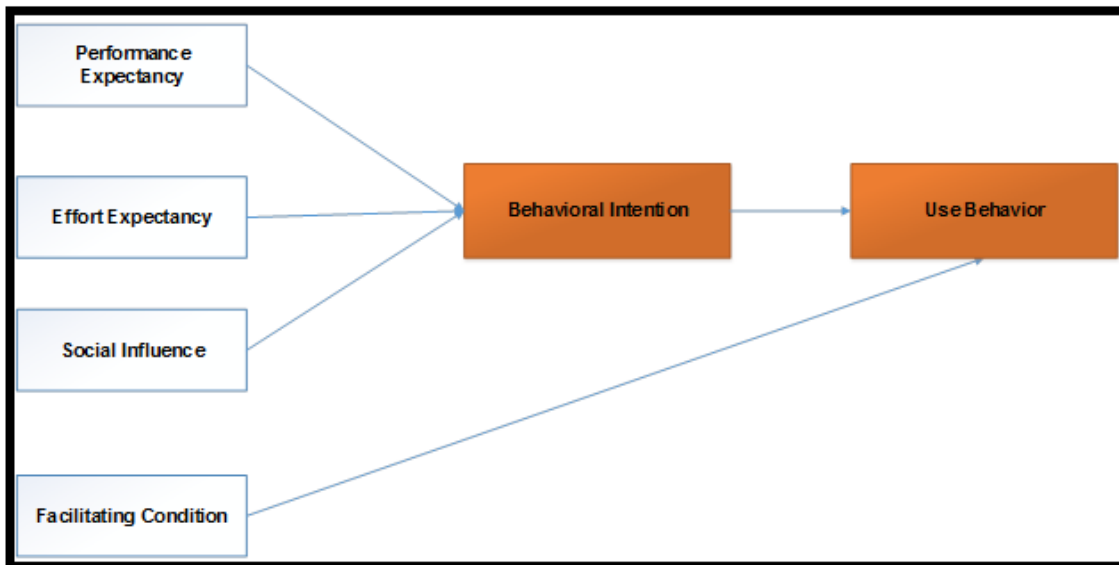 Performance
Expectancy
Effort Expectancy
Behavioral Intention
Use Behavior
Social Influence
Facilitating Condition